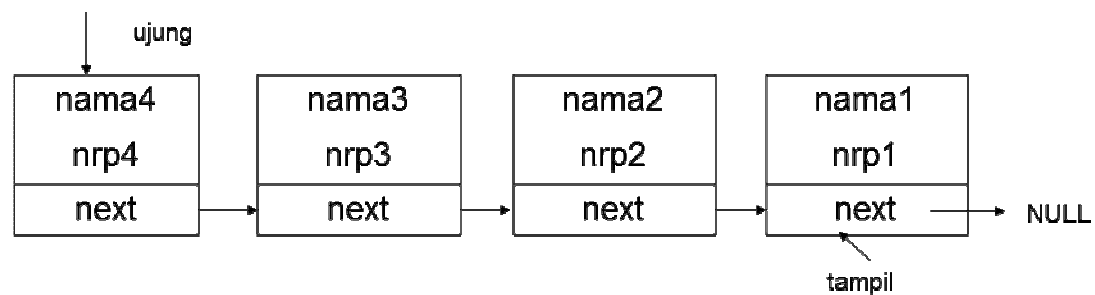 ujung
nama4 nama3 nama2 nama1
nrp4 nrp3 nrp2 nrp1
next next next next NULL
tampil